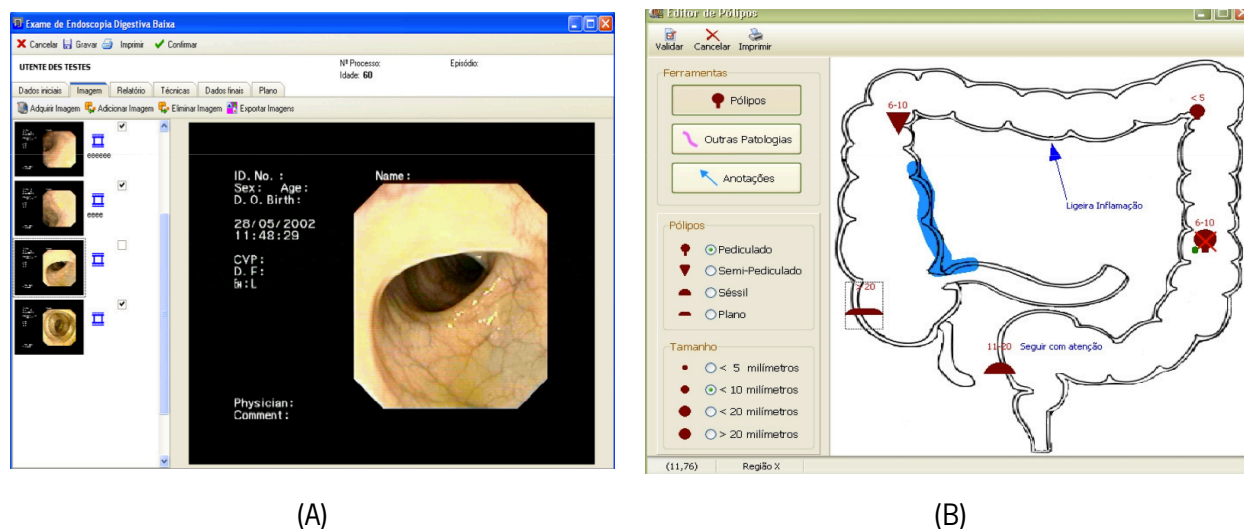 Exame de Endoscopia Digestiva Baixa
Cancelar Gravar Imprimir Confirmar
UTENTE DES TESTES
Nº Processo:
Episódio:
Idade: 60
Dados iniciais Imagem Relatório Técnicas Dados finais Plano
Adquirir Imagem Adicionar Imagem Eliminar Imagem Exportar Imagens
eeeeee
eeee
ID. No. :
Name :
Sex : Age :
D. O. Birth :
28/05/2002
11:48:29
CVP :
D. F :
:L
Physician :
Comment :
(A)
Editor de Pólipos
Validar Cancelar Imprimir
Ferramentas
Pólipos
Outras Patologias
Anotações
Pólipos
Pediculado
Semi-Pediculado
Séssil
Plano
Tamanho
< 5 milímetros
< 10 milímetros
< 20 milímetros
> 20 milímetros
6-10
< 5
Ligeira Inflamação
6-10
> 20
11-20
Seguir com atenção
(11,76) Região X
(B)